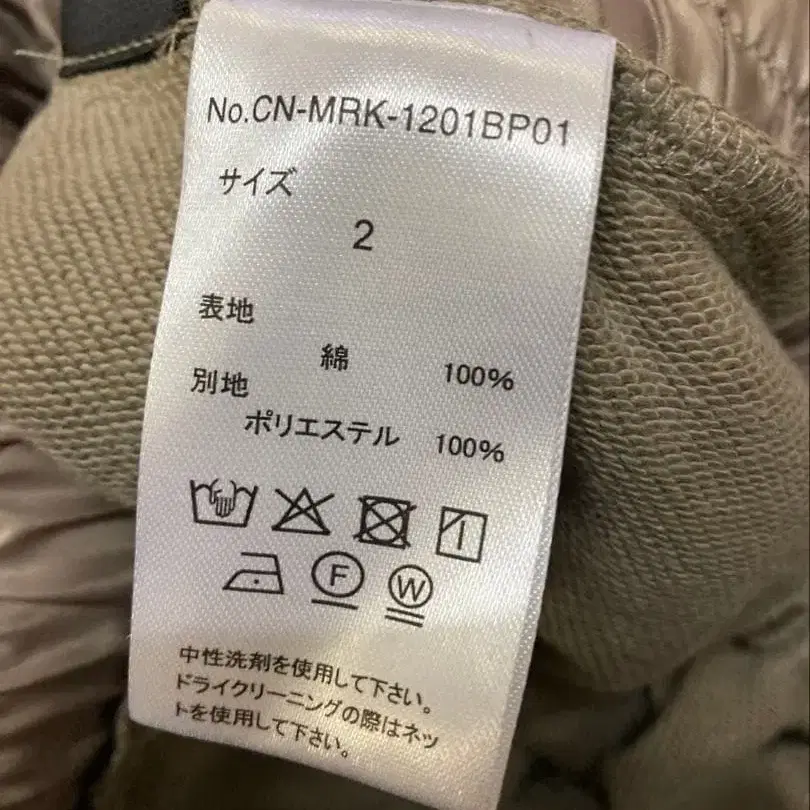 No.CN-MRK-1201BP01
サイズ
2
表地
綿 100%
別地
ポリエステル 100%
F W
中性洗剤を使用して下さい。
ドライクリーニングの際はネッ
トを使用して下さい。